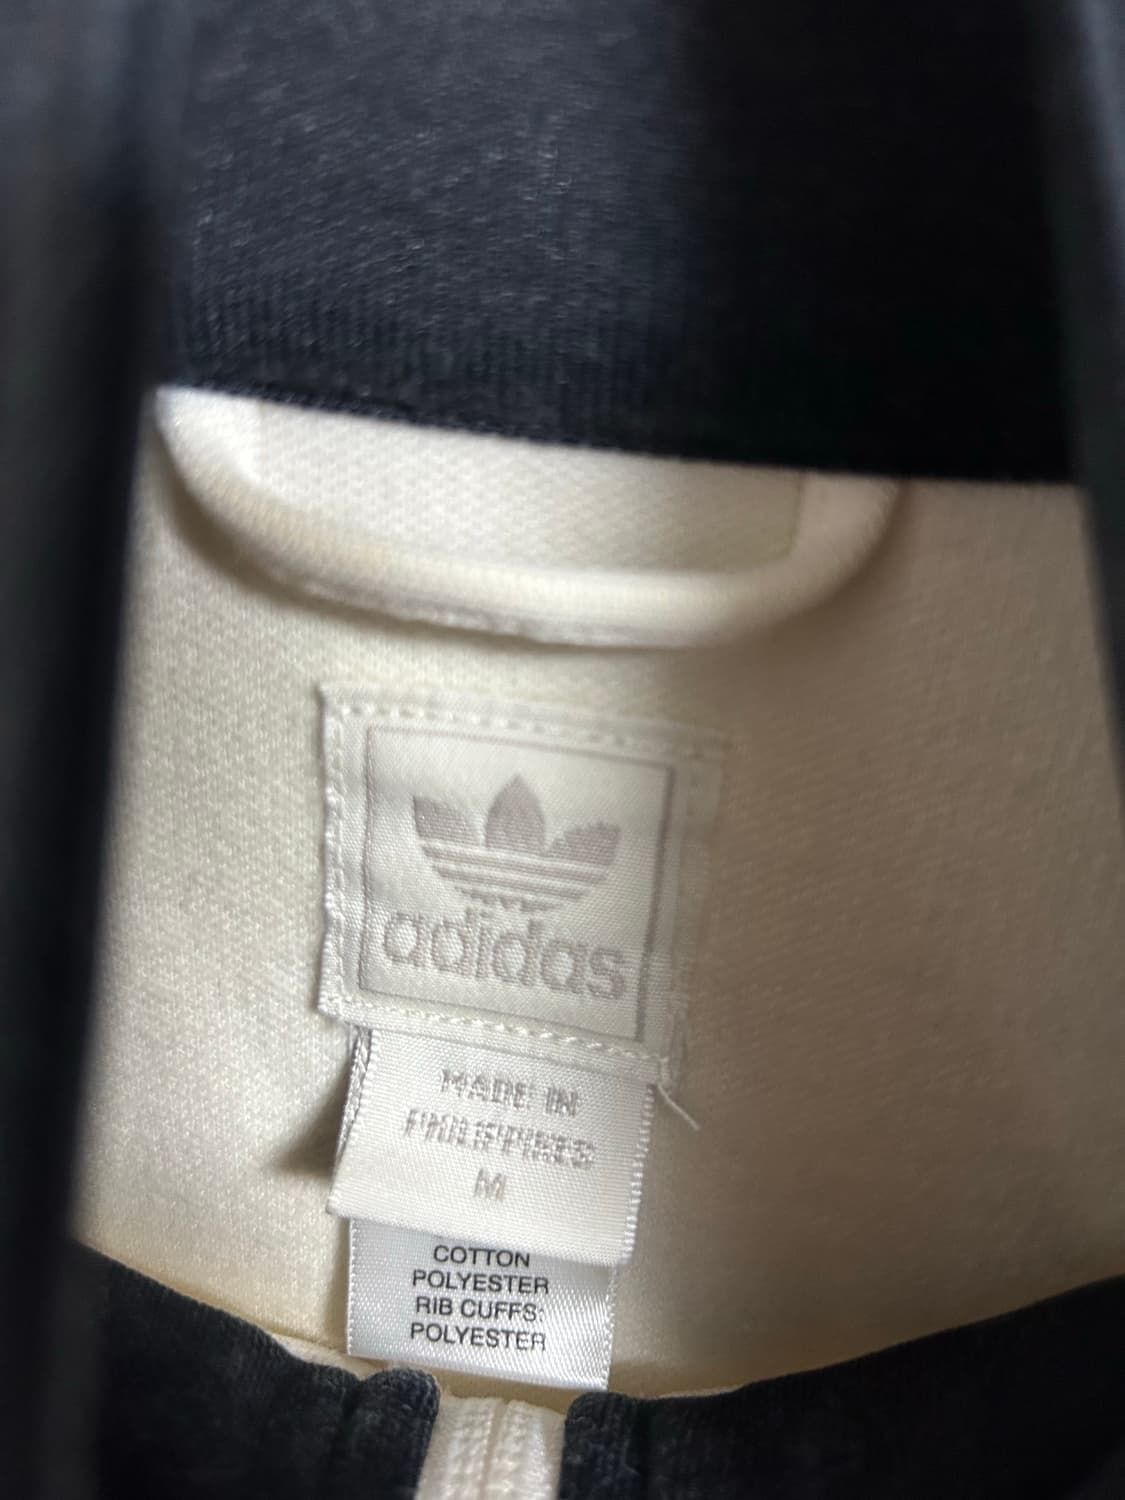 adidas
MADE IN
PHILIPPINES
M
COTTON
POLYESTER
RIB CUFFS:
POLYESTER